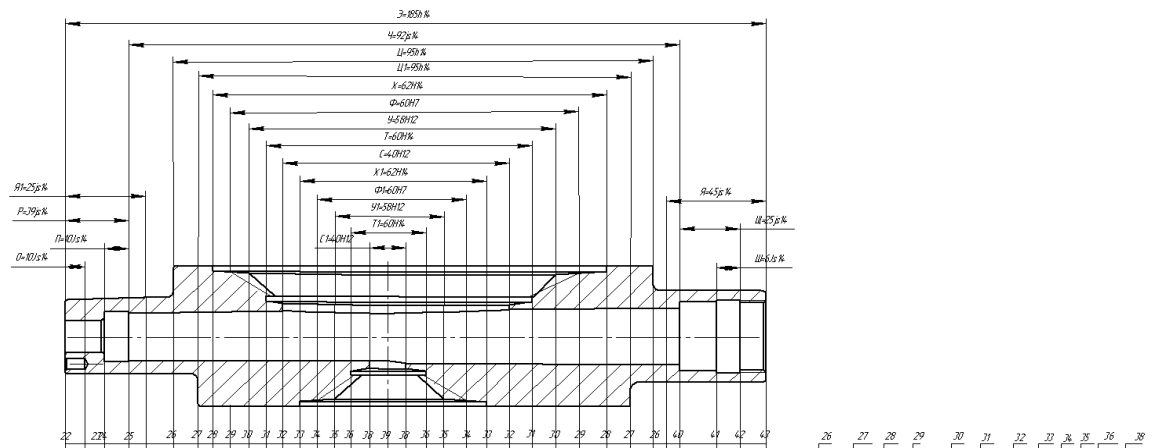 Э=185h14
Ч=92js14
Ц=95h14
Ц1=95h14
Х=62H14
Ф=60H7
У=58H12
Т=60H14
С=40H12
Х1=62H14
Ф1=60H7
У1=58H12
Т1=60H14
С1=40H12
Я1=25js14
Р=39js14
П=10Js14
О=10Js14
Я=45js14
Щ=25js14
Ш=6Js14
22 23 24 25 26 27 28 29 30 31 32 33 34 35 36 38 39 38 36 35 34 33 32 31 30 29 28 27 26 40 41 42 43 26 27 28 29 30 31 32 33 34 35 36 38